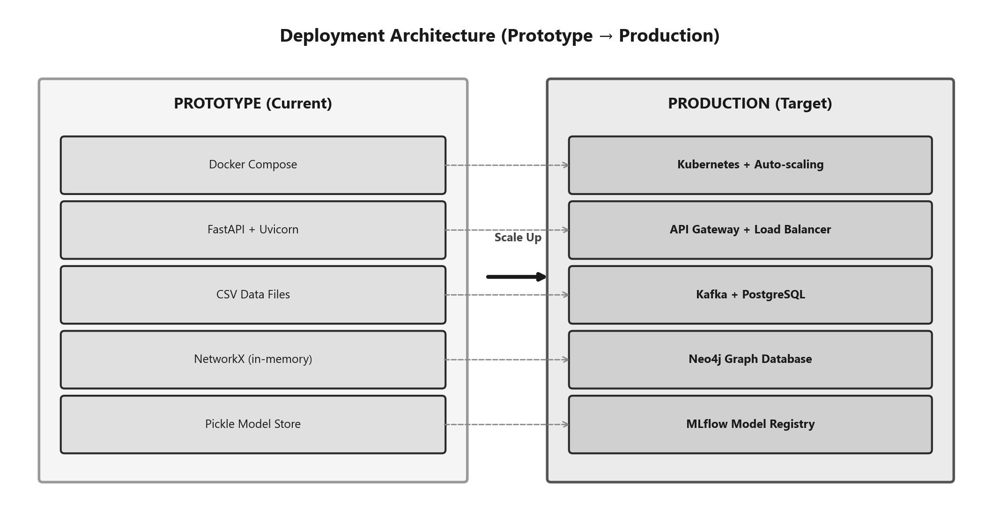 Deployment Architecture (Prototype → Production)
PROTOTYPE (Current)
Docker Compose
FastAPI + Uvicorn
CSV Data Files
NetworkX (in-memory)
Pickle Model Store
Scale Up
PRODUCTION (Target)
Kubernetes + Auto-scaling
API Gateway + Load Balancer
Kafka + PostgreSQL
Neo4j Graph Database
MLflow Model Registry